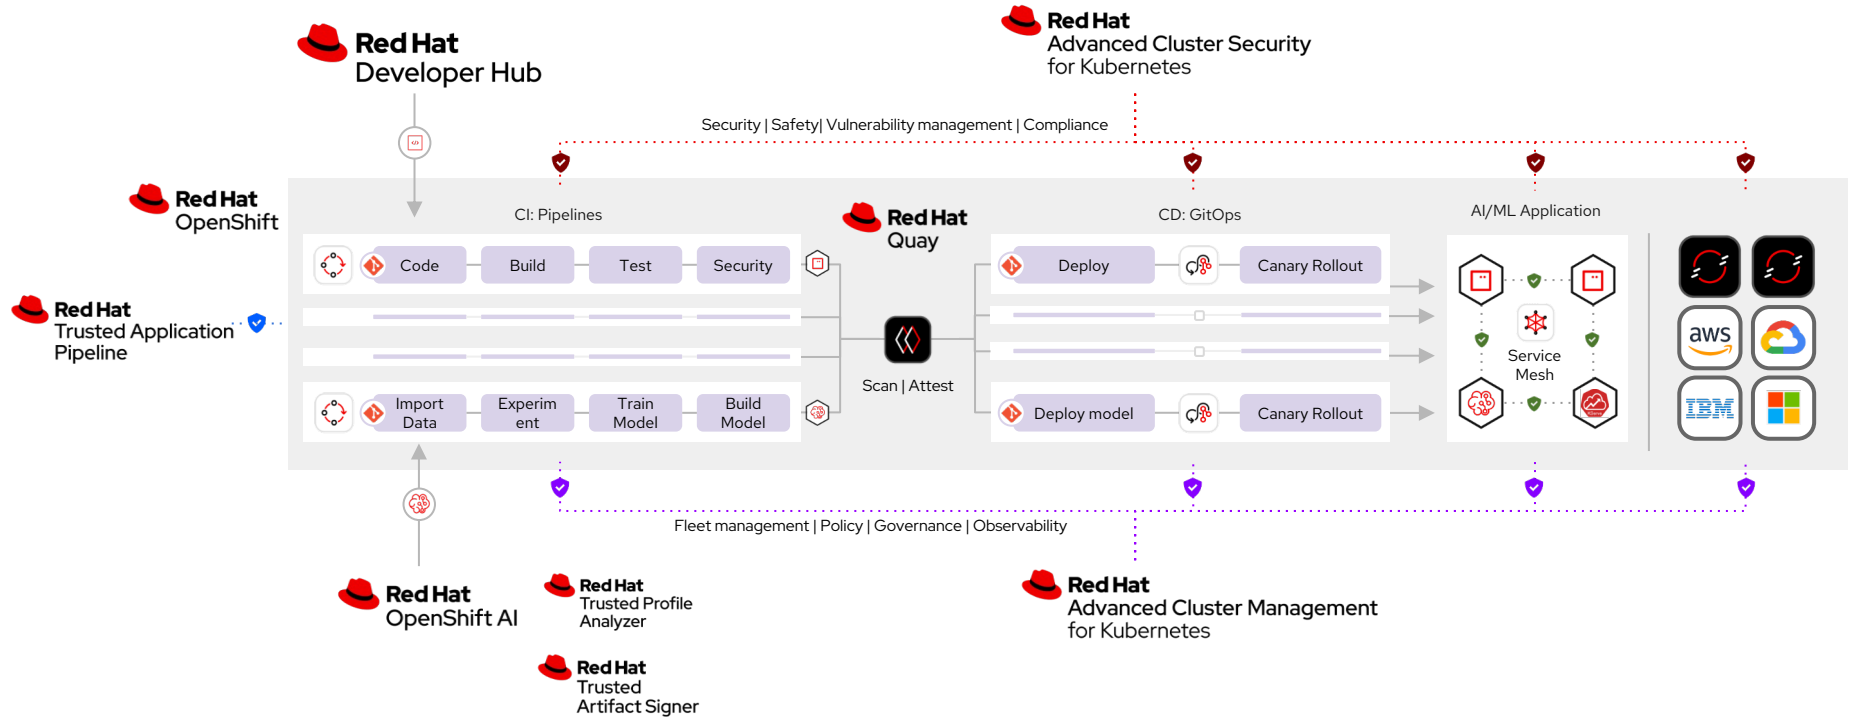 Red Hat
Developer Hub
Red Hat
Advanced Cluster Security
for Kubernetes
Security | Safety| Vulnerability management | Compliance
Red Hat
OpenShift
CI: Pipelines
Red Hat
Quay
CD: GitOps
AI/ML Application
Code
Build
Test
Security
Deploy
Canary Rollout
Red Hat
Trusted Application
Pipeline
Scan | Attest
Service
Mesh
aws
IBM
Import
Data
Experim
ent
Train
Model
Build
Model
Deploy model
Canary Rollout
Fleet management | Policy | Governance | Observability
Red Hat
OpenShift AI
Red Hat
Trusted Profile
Analyzer
Red Hat
Advanced Cluster Management
for Kubernetes
Red Hat
Trusted
Artifact Signer